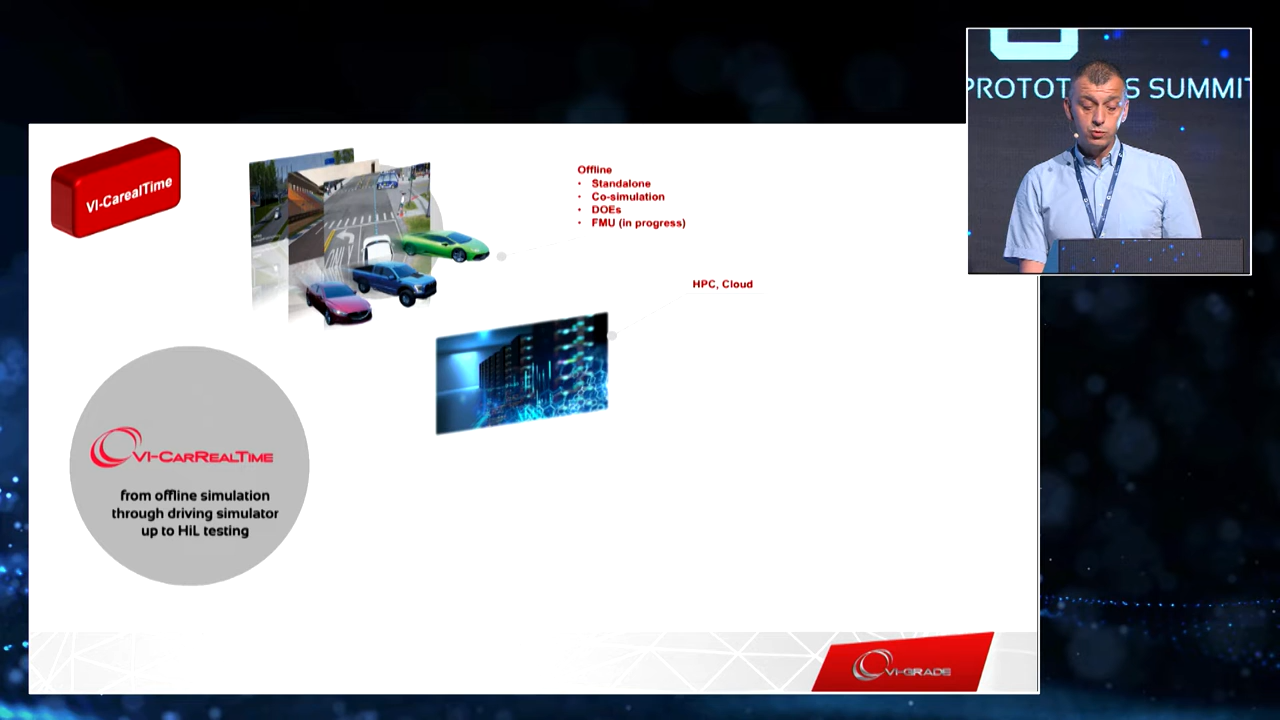 VI-CarealTime
Offline
• Standalone
• Co-simulation
• DOEs
• FMU (in progress)
HPC, Cloud
ONLY
VI-CARREALTIME
from offline simulation
through driving simulator
up to HiL testing
VI-GRADE
PROTOT S SUMMIT